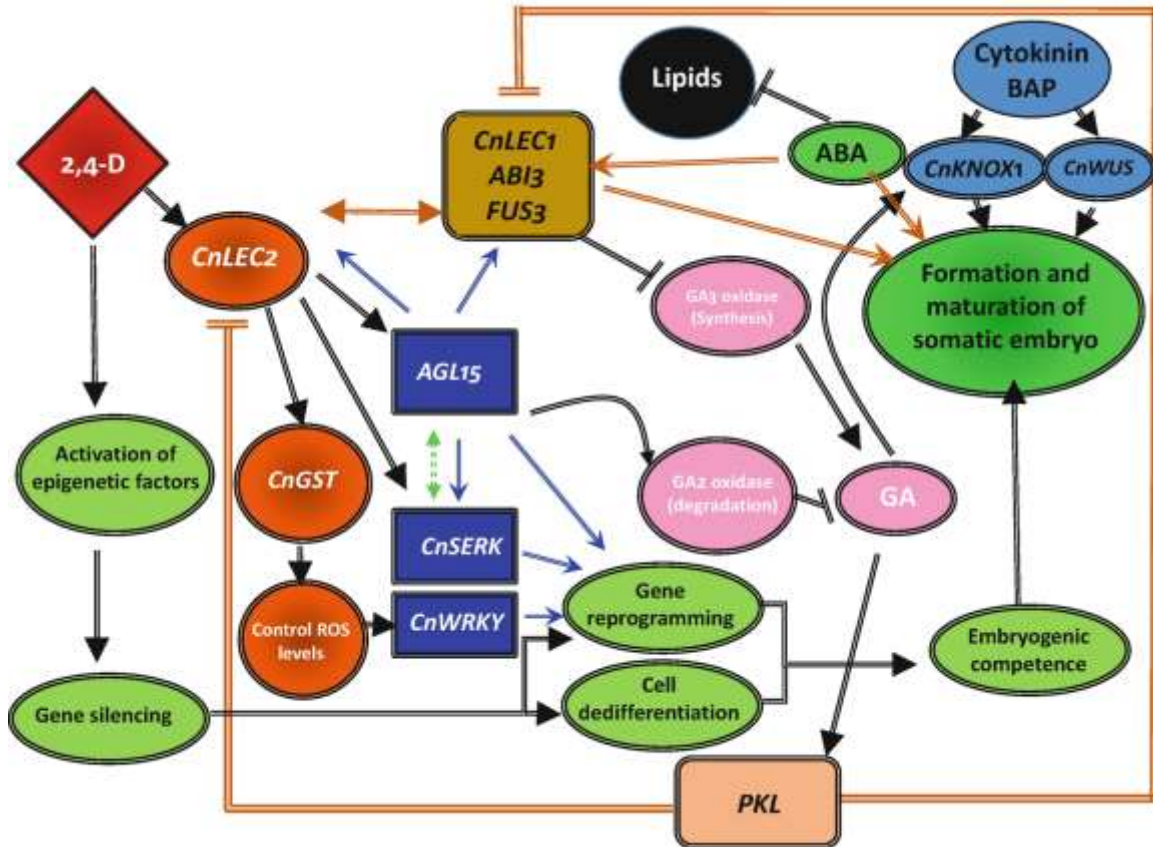 Lipids
Cytokinin
BAP
2,4-D
CnLEC1
ABI3
FUS3
ABA
CnKNOX1
CnWUS
CnLEC2
GA3 oxidase
(Synthesis)
Formation and
maturation of
somatic embryo
AGL15
Activation of
epigenetic factors
CnGST
GA2 oxidase
(degradation)
GA
CnSERK
Gene
reprogramming
CnWRKY
Control ROS
levels
Embryogenic
competence
Gene silencing
Cell
dedifferentiation
PKL